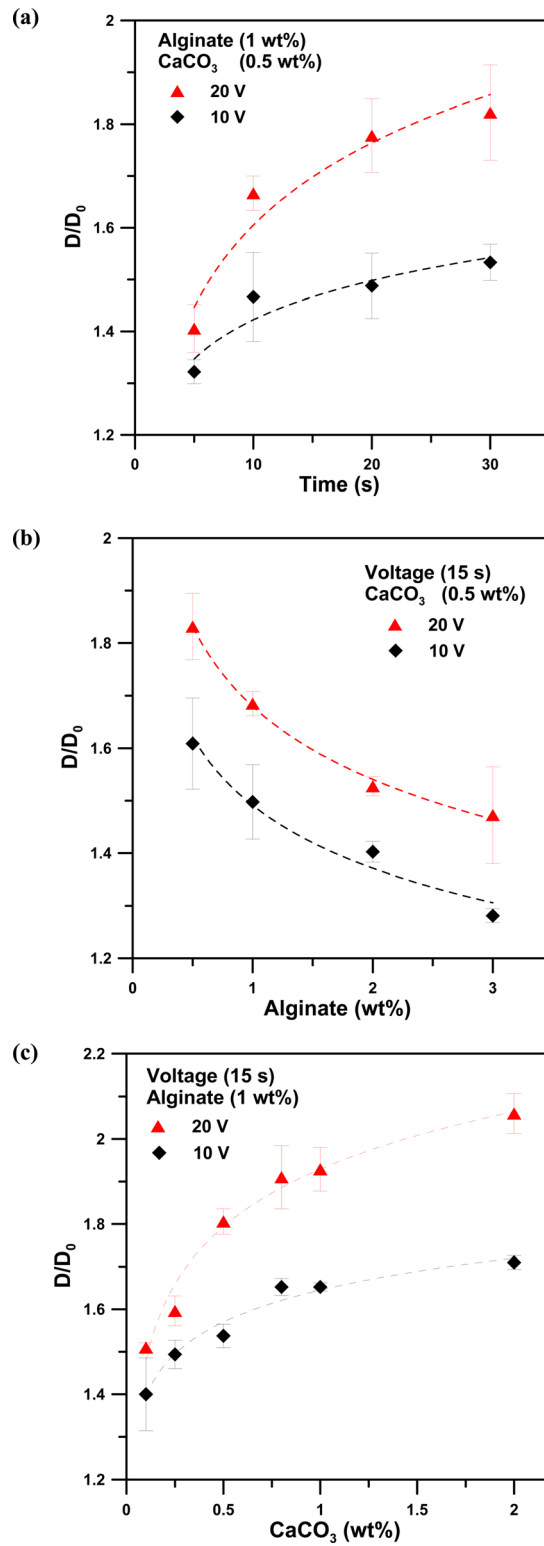 (a)
Alginate (1 wt%)
CaCO₃ (0.5 wt%)
20 V
10 V
2
1.8
1.6
1.4
1.2
D/D₀
0
10
20
30
Time (s)
(b)
Voltage (15 s)
CaCO₃ (0.5 wt%)
20 V
10 V
2
1.8
1.6
1.4
1.2
D/D₀
0
1
2
3
Alginate (wt%)
(c)
Voltage (15 s)
Alginate (1 wt%)
20 V
10 V
2.2
2
1.8
1.6
1.4
1.2
D/D₀
0
0.5
1
1.5
2
CaCO₃ (wt%)